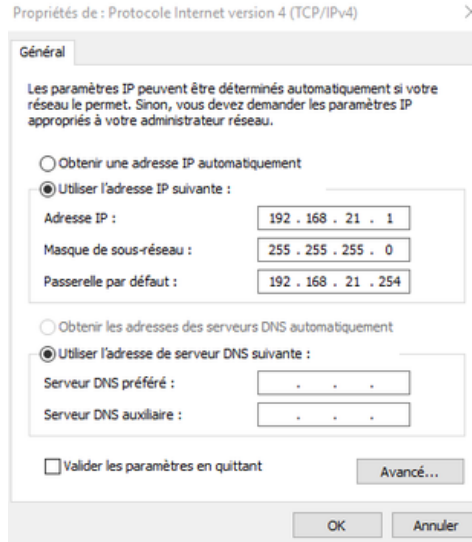 Propriétés de : Protocole Internet version 4 (TCP/IPv4)
Général
Les paramètres IP peuvent être déterminés automatiquement si votre
réseau le permet. Sinon, vous devez demander les paramètres IP
appropriés à votre administrateur réseau.
Obtenir une adresse IP automatiquement
Utiliser l'adresse IP suivante :
Adresse IP : 192 . 168 . 21 . 1
Masque de sous-réseau : 255 . 255 . 255 . 0
Passerelle par défaut : 192 . 168 . 21 . 254
Obtenir les adresses des serveurs DNS automatiquement
Utiliser l'adresse de serveur DNS suivante :
Serveur DNS préféré : . . .
Serveur DNS auxiliaire : . . .
Valider les paramètres en quittant
Avancé...
OK Annuler